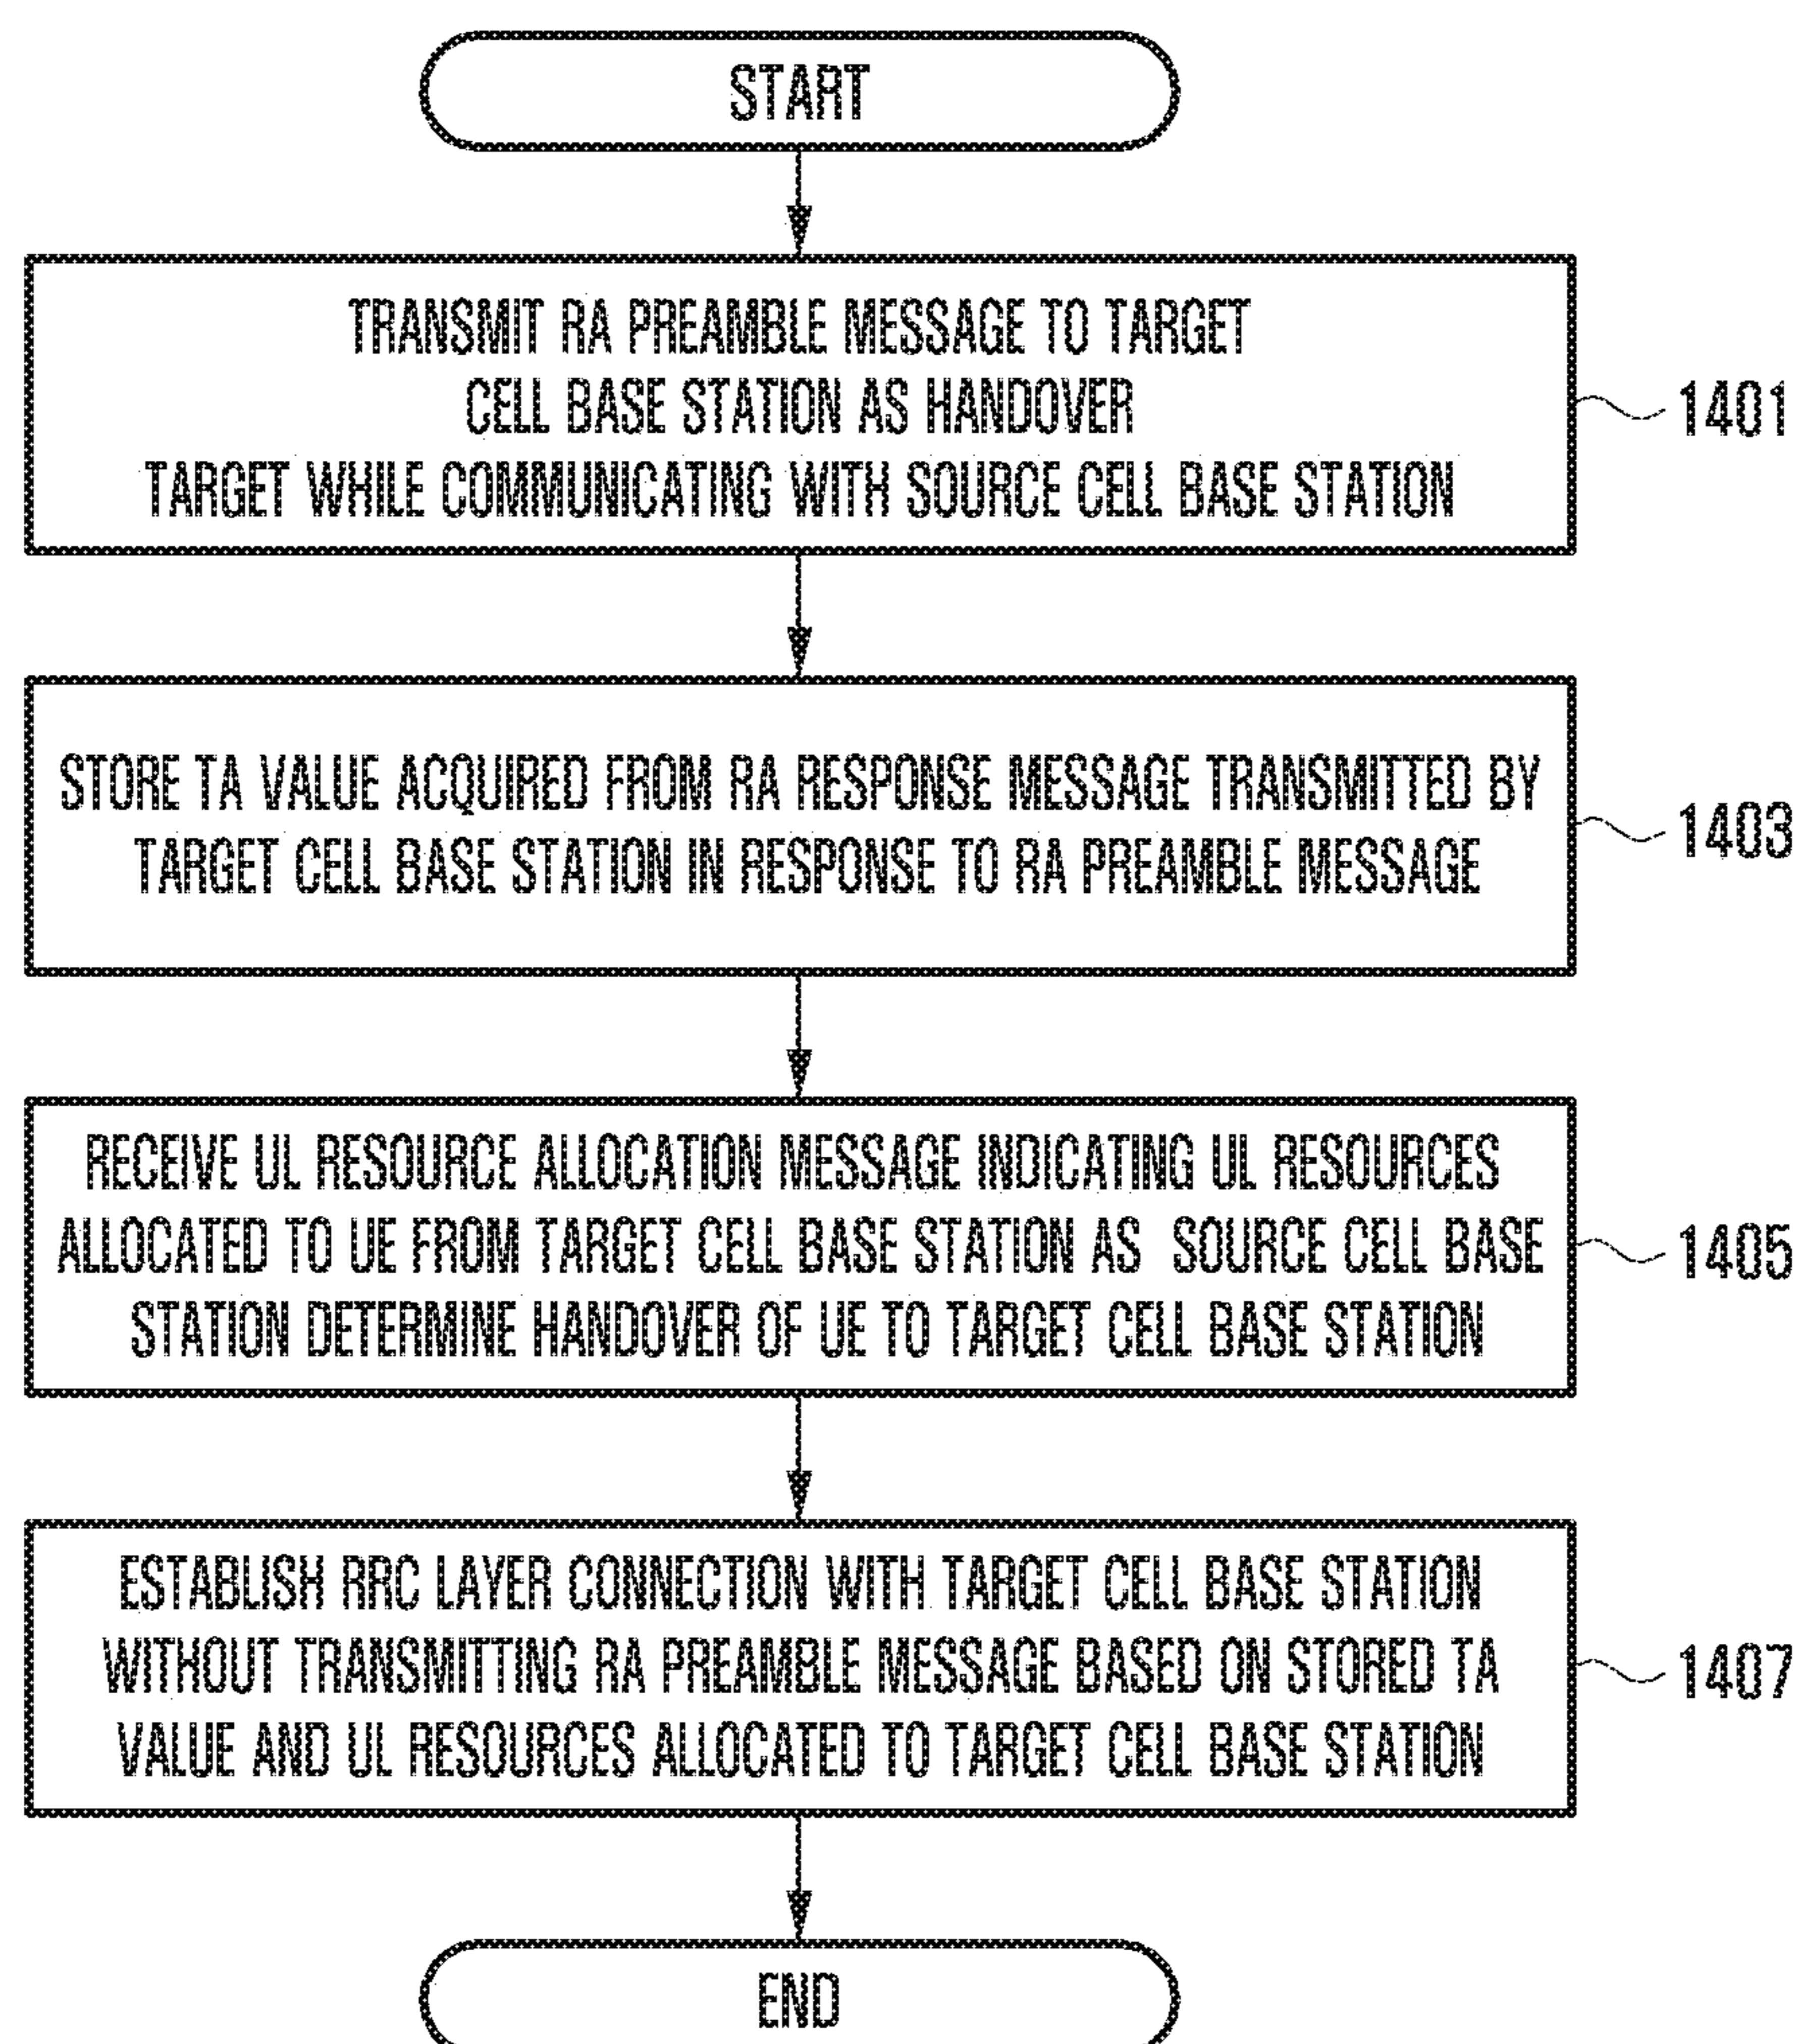 START
TRANSMIT RA PREAMBLE MESSAGE TO TARGET
CELL BASE STATION AS HANDOVER
TARGET WHILE COMMUNICATING WITH SOURCE CELL BASE STATION
1401
STORE TA VALUE ACQUIRED FROM RA RESPONSE MESSAGE TRANSMITTED BY
TARGET CELL BASE STATION IN RESPONSE TO RA PREAMBLE MESSAGE
1403
RECEIVE UL RESOURCE ALLOCATION MESSAGE INDICATING UL RESOURCES
ALLOCATED TO UE FROM TARGET CELL BASE STATION AS SOURCE CELL BASE
STATION DETERMINE HANDOVER OF UE TO TARGET CELL BASE STATION
1405
ESTABLISH RRC LAYER CONNECTION WITH TARGET CELL BASE STATION
WITHOUT TRANSMITTING RA PREAMBLE MESSAGE BASED ON STORED TA
VALUE AND UL RESOURCES ALLOCATED TO TARGET CELL BASE STATION
1407
END